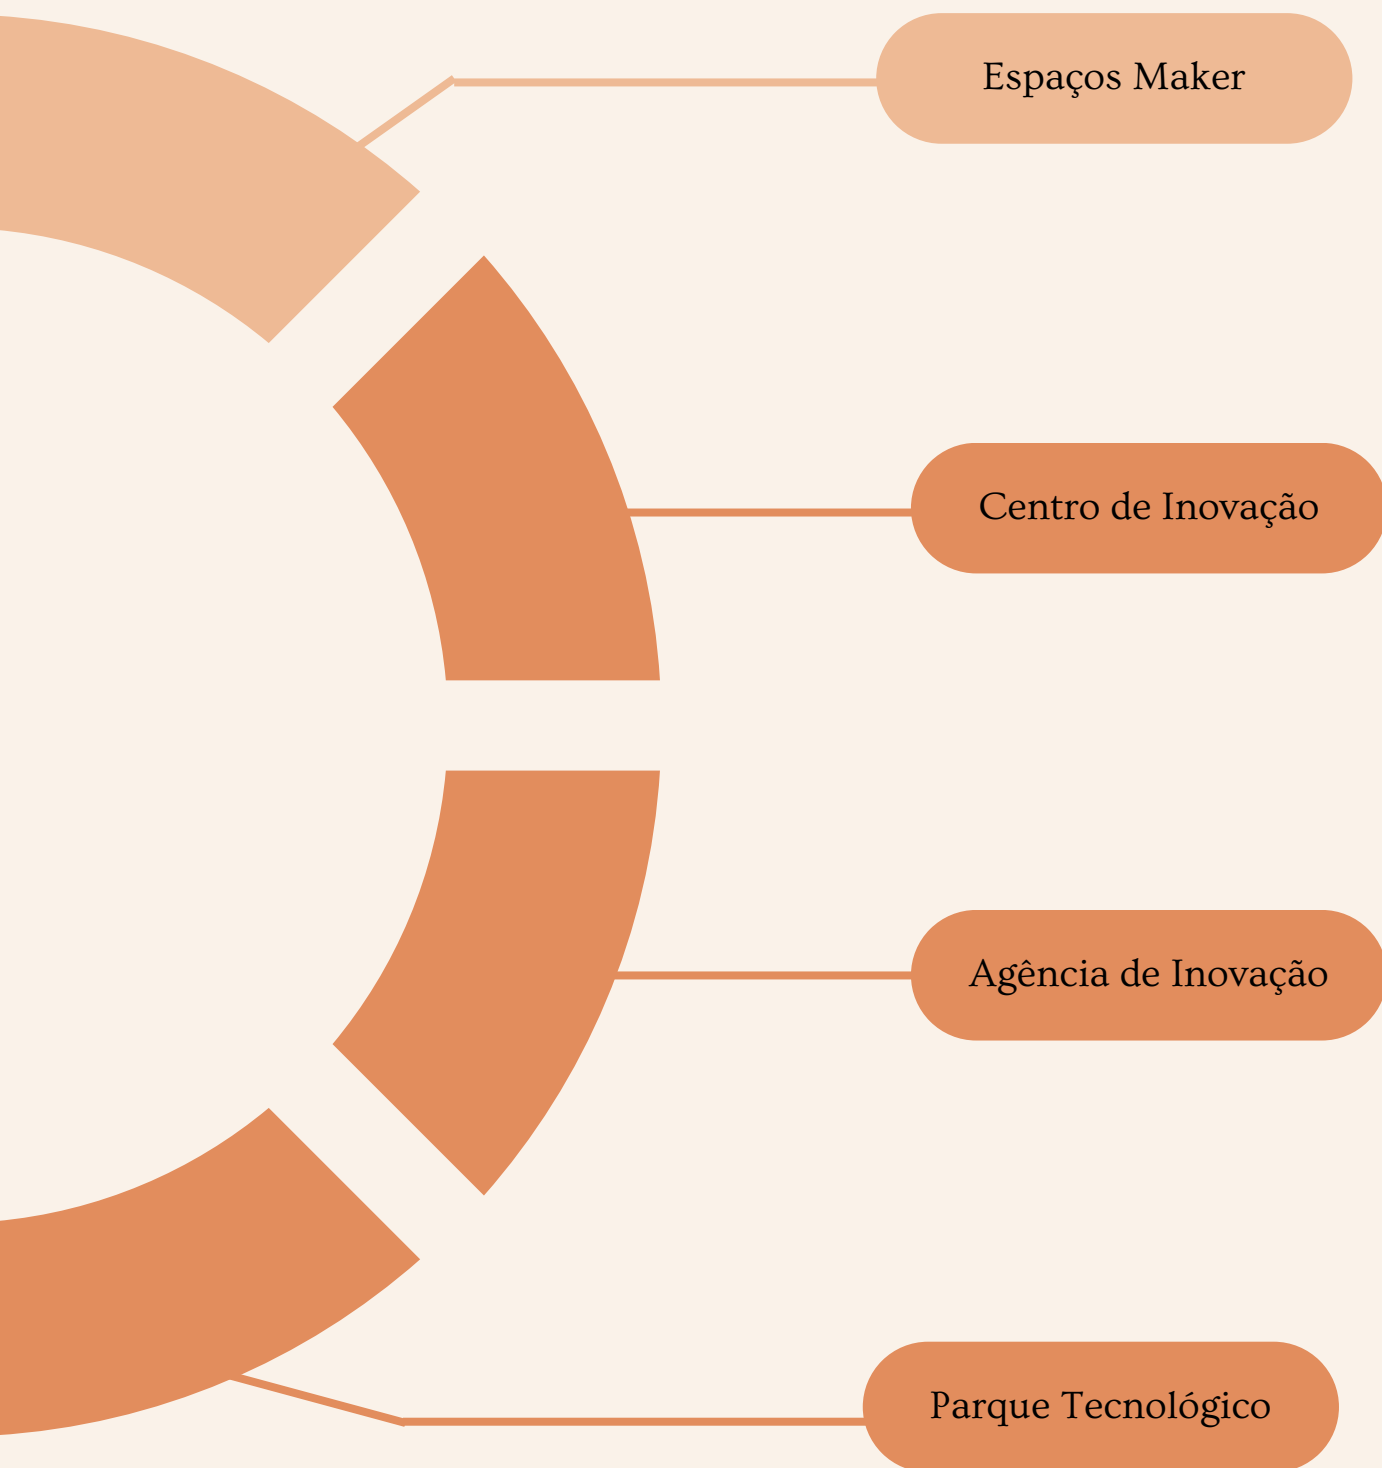 Espaços Maker
Centro de Inovação
Agência de Inovação
Parque Tecnológico